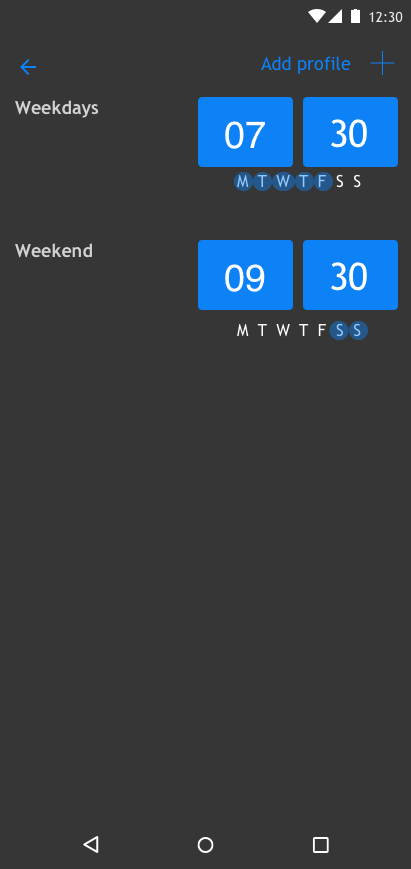 12:30
Add profile
Weekdays
07 30
M T W T F S S
Weekend
09 30
M T W T F S S